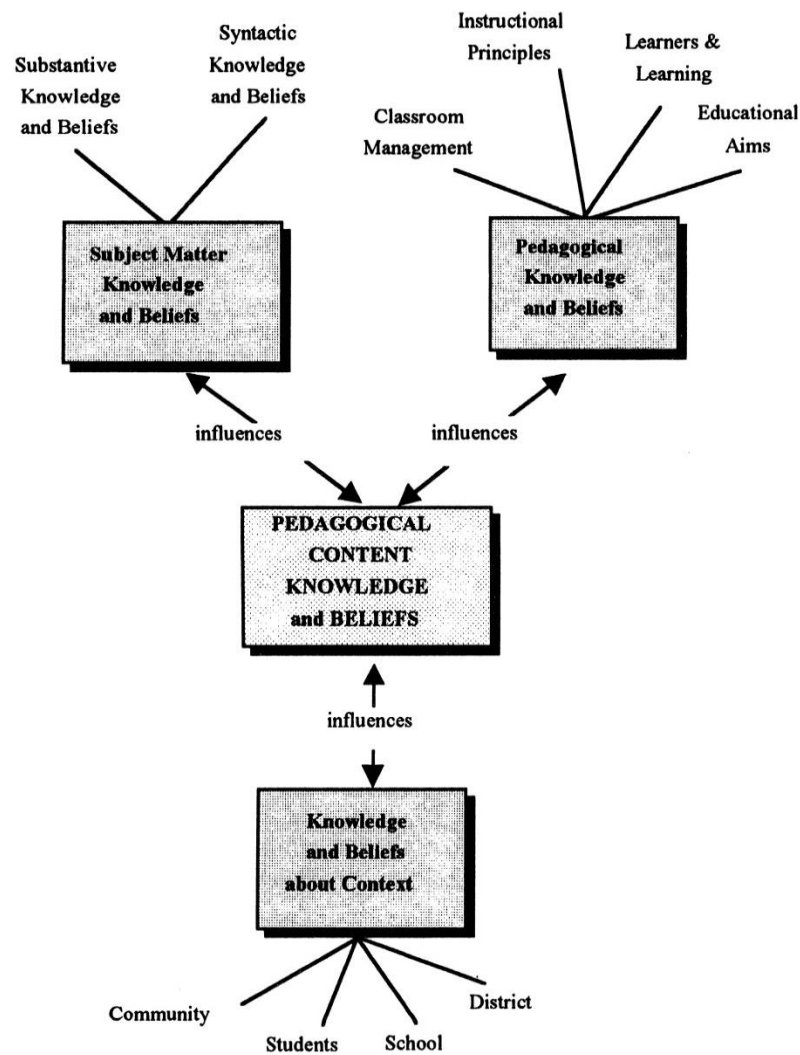 Substantive
Knowledge
and Beliefs
Syntactic
Knowledge
and Beliefs
Instructional
Principles
Learners &
Learning
Classroom
Management
Educational
Aims
Subject Matter
Knowledge
and Beliefs
Pedagogical
Knowledge
and Beliefs
influences
influences
PEDAGOGICAL
CONTENT
KNOWLEDGE
and BELIEFS
influences
Knowledge
and Beliefs
about Context
Community
Students
School
District